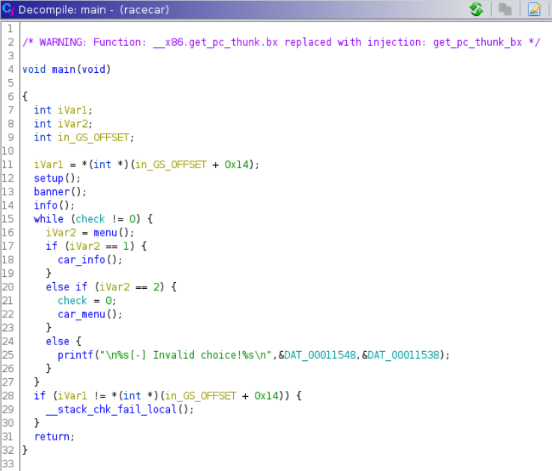 Decompile: main - (racecar)
1
2 /* WARNING: Function: __x86.get_pc_thunk.bx replaced with injection: get_pc_thunk_bx */
3
4 void main(void)
5
6 {
7 int iVar1;
8 int iVar2;
9 int in_GS_OFFSET;
10
11 iVar1 = *(int *)(in_GS_OFFSET + 0x14);
12 setup();
13 banner();
14 info();
15 while (check != 0) {
16 iVar2 = menu();
17 if (iVar2 == 1) {
18 car_info();
19 }
20 else if (iVar2 == 2) {
21 check = 0;
22 car_menu();
23 }
24 else {
25 printf("\n%s[-] Invalid choice!%s\n",&DAT_00011548,&DAT_00011538);
26 }
27 }
28 if (iVar1 != *(int *)(in_GS_OFFSET + 0x14)) {
29 __stack_chk_fail_local();
30 }
31 return;
32 }
33